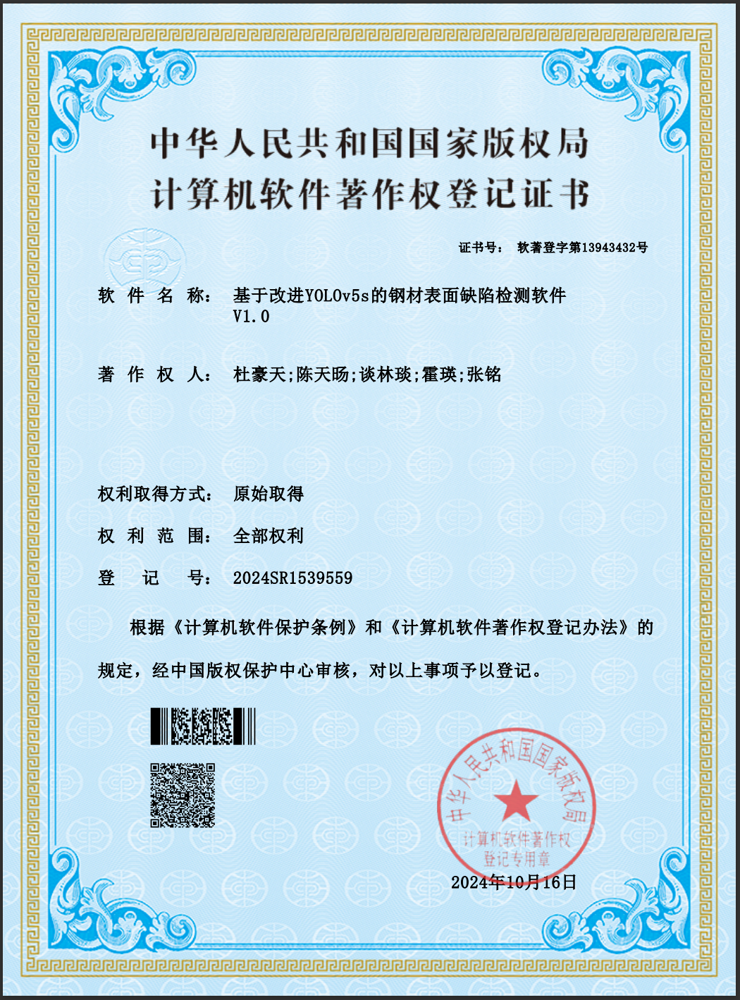 中华人民共和国国家版权局
计算机软件著作权登记证书
证书号： 软著登字第13943432号
软件名称： 基于改进YOLOv5s的钢材表面缺陷检测软件
V1.0
著作权人： 杜豪天;陈天旸;谈林琰;霍瑛;张铭
权利取得方式： 原始取得
权利范围： 全部权利
登记号： 2024SR1539559
根据《计算机软件保护条例》和《计算机软件著作权登记办法》的
规定，经中国版权保护中心审核，对以上事项予以登记。
中华人民共和国国家版权局
计算机软件著作权
登记专用章
2024年10月16日